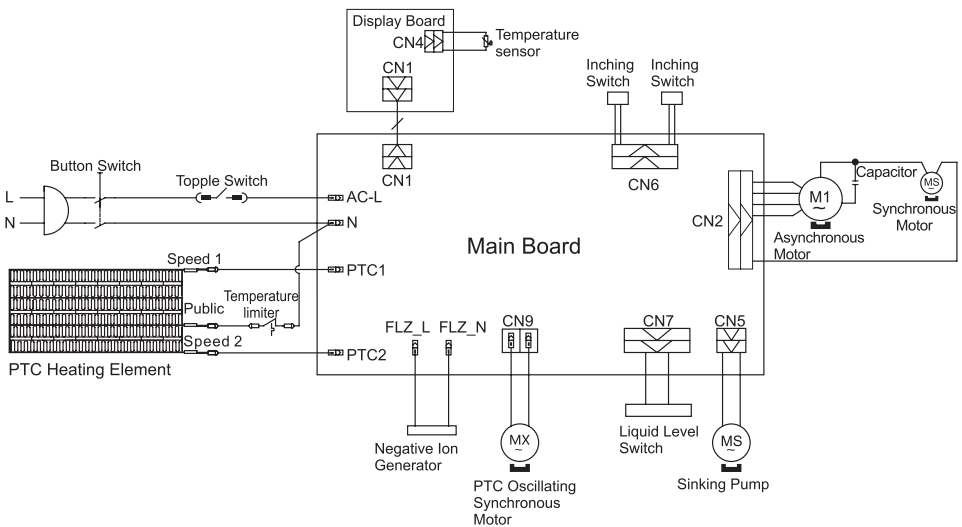 Display Board
CN4
Temperature
sensor
CN1
Inching
Switch
Inching
Switch
Button Switch
Topple Switch
CN1
CN6
L
N
AC-L
N
CN2
M1
~
Capacitor
MS
~
Synchronous
Motor
Asynchronous
Motor
Main Board
Speed 1
PTC1
Public
Temperature
limiter
Speed 2
PTC2
PTC Heating Element
FLZ_L
FLZ_N
CN9
CN7
CN5
Negative Ion
Generator
MX
~
PTC Oscillating
Synchronous
Motor
Liquid Level
Switch
MS
~
Sinking Pump